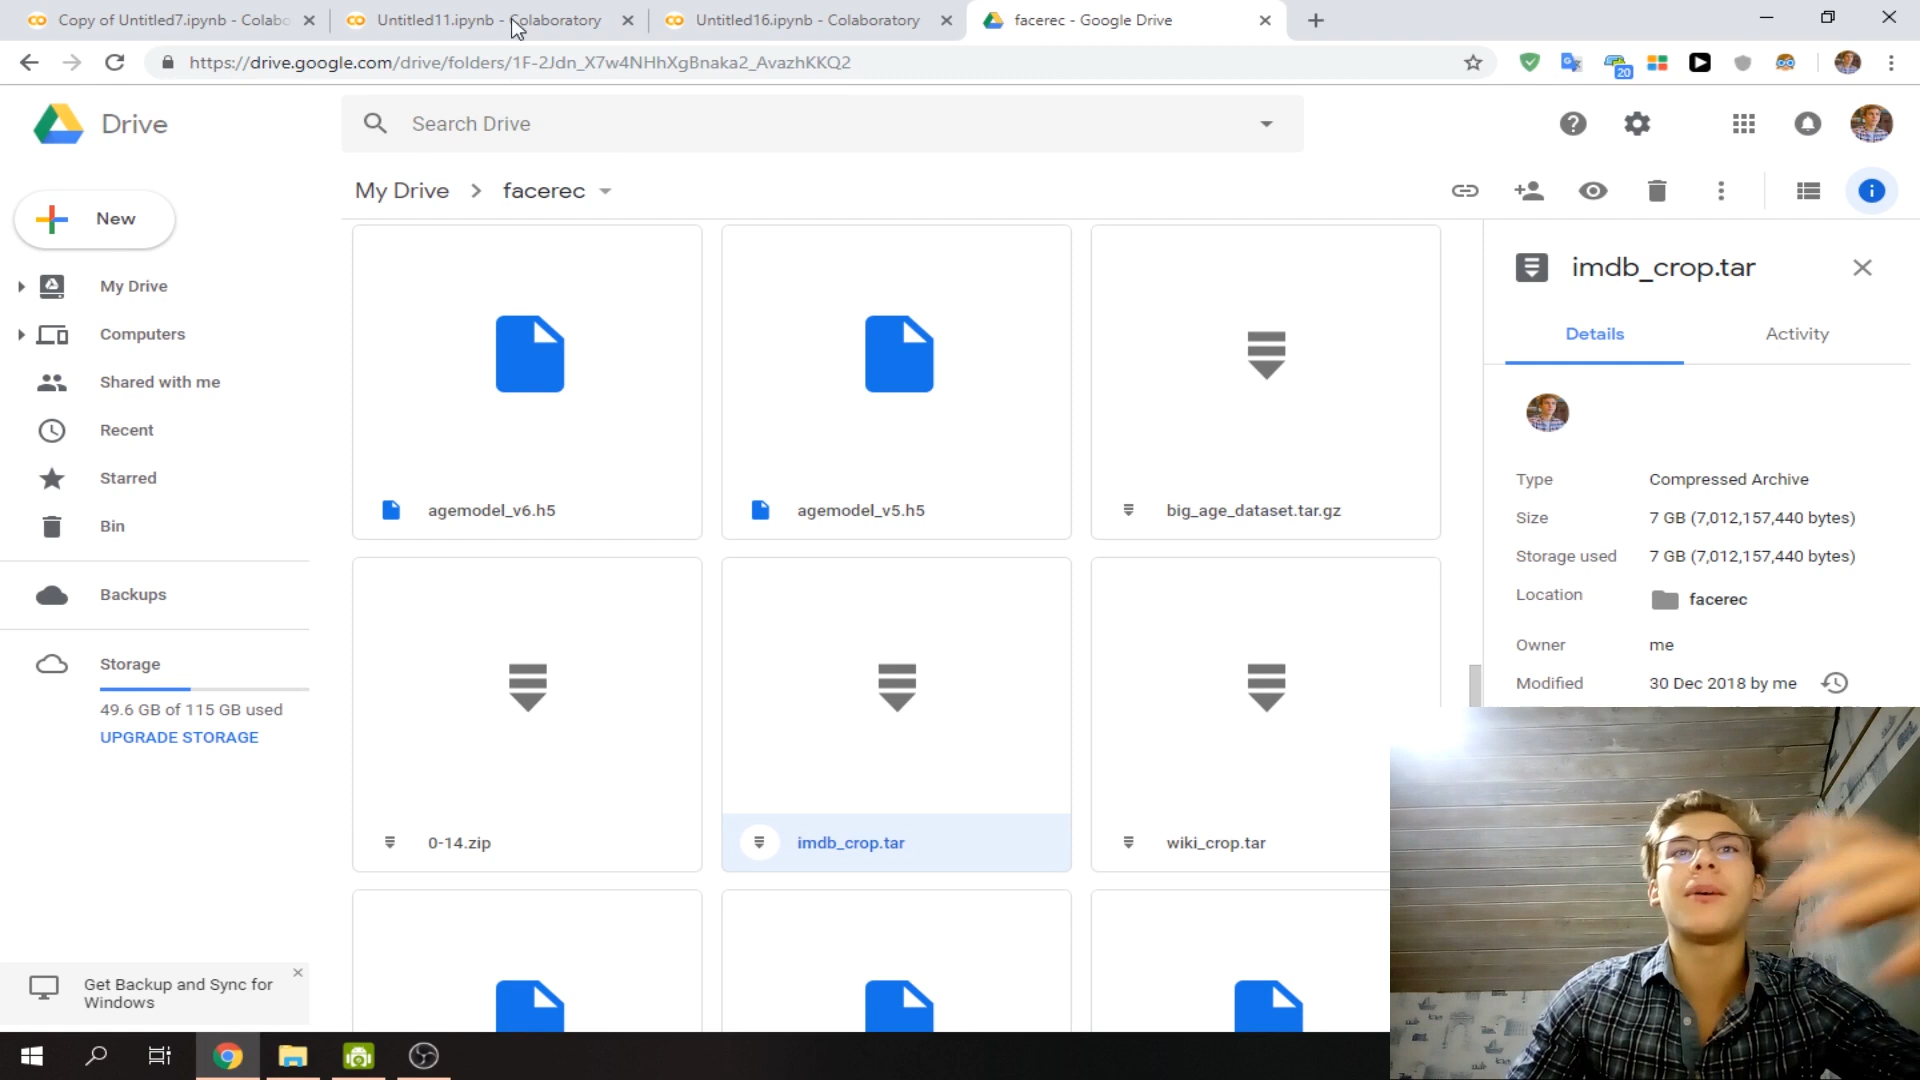 Copy of Untitled7.ipynb - Colabo
Untitled11.ipynb - Colaboratory
Untitled16.ipynb - Colaboratory
facerec - Google Drive
https://drive.google.com/drive/folders/1F-2Jdn_X7w4NHhXgBnaka2_AvazhKKQ2
20
Drive
Search Drive
My Drive
facerec
New
My Drive
Computers
Shared with me
Recent
Starred
Bin
Backups
Storage
49.6 GB of 115 GB used
UPGRADE STORAGE
Get Backup and Sync for
Windows
agemodel_v6.h5
agemodel_v5.h5
big_age_dataset.tar.gz
0-14.zip
imdb_crop.tar
wiki_crop.tar
imdb_crop.tar
Details
Activity
Type
Compressed Archive
Size
7 GB (7,012,157,440 bytes)
Storage used
7 GB (7,012,157,440 bytes)
Location
facerec
Owner
me
Modified
30 Dec 2018 by me